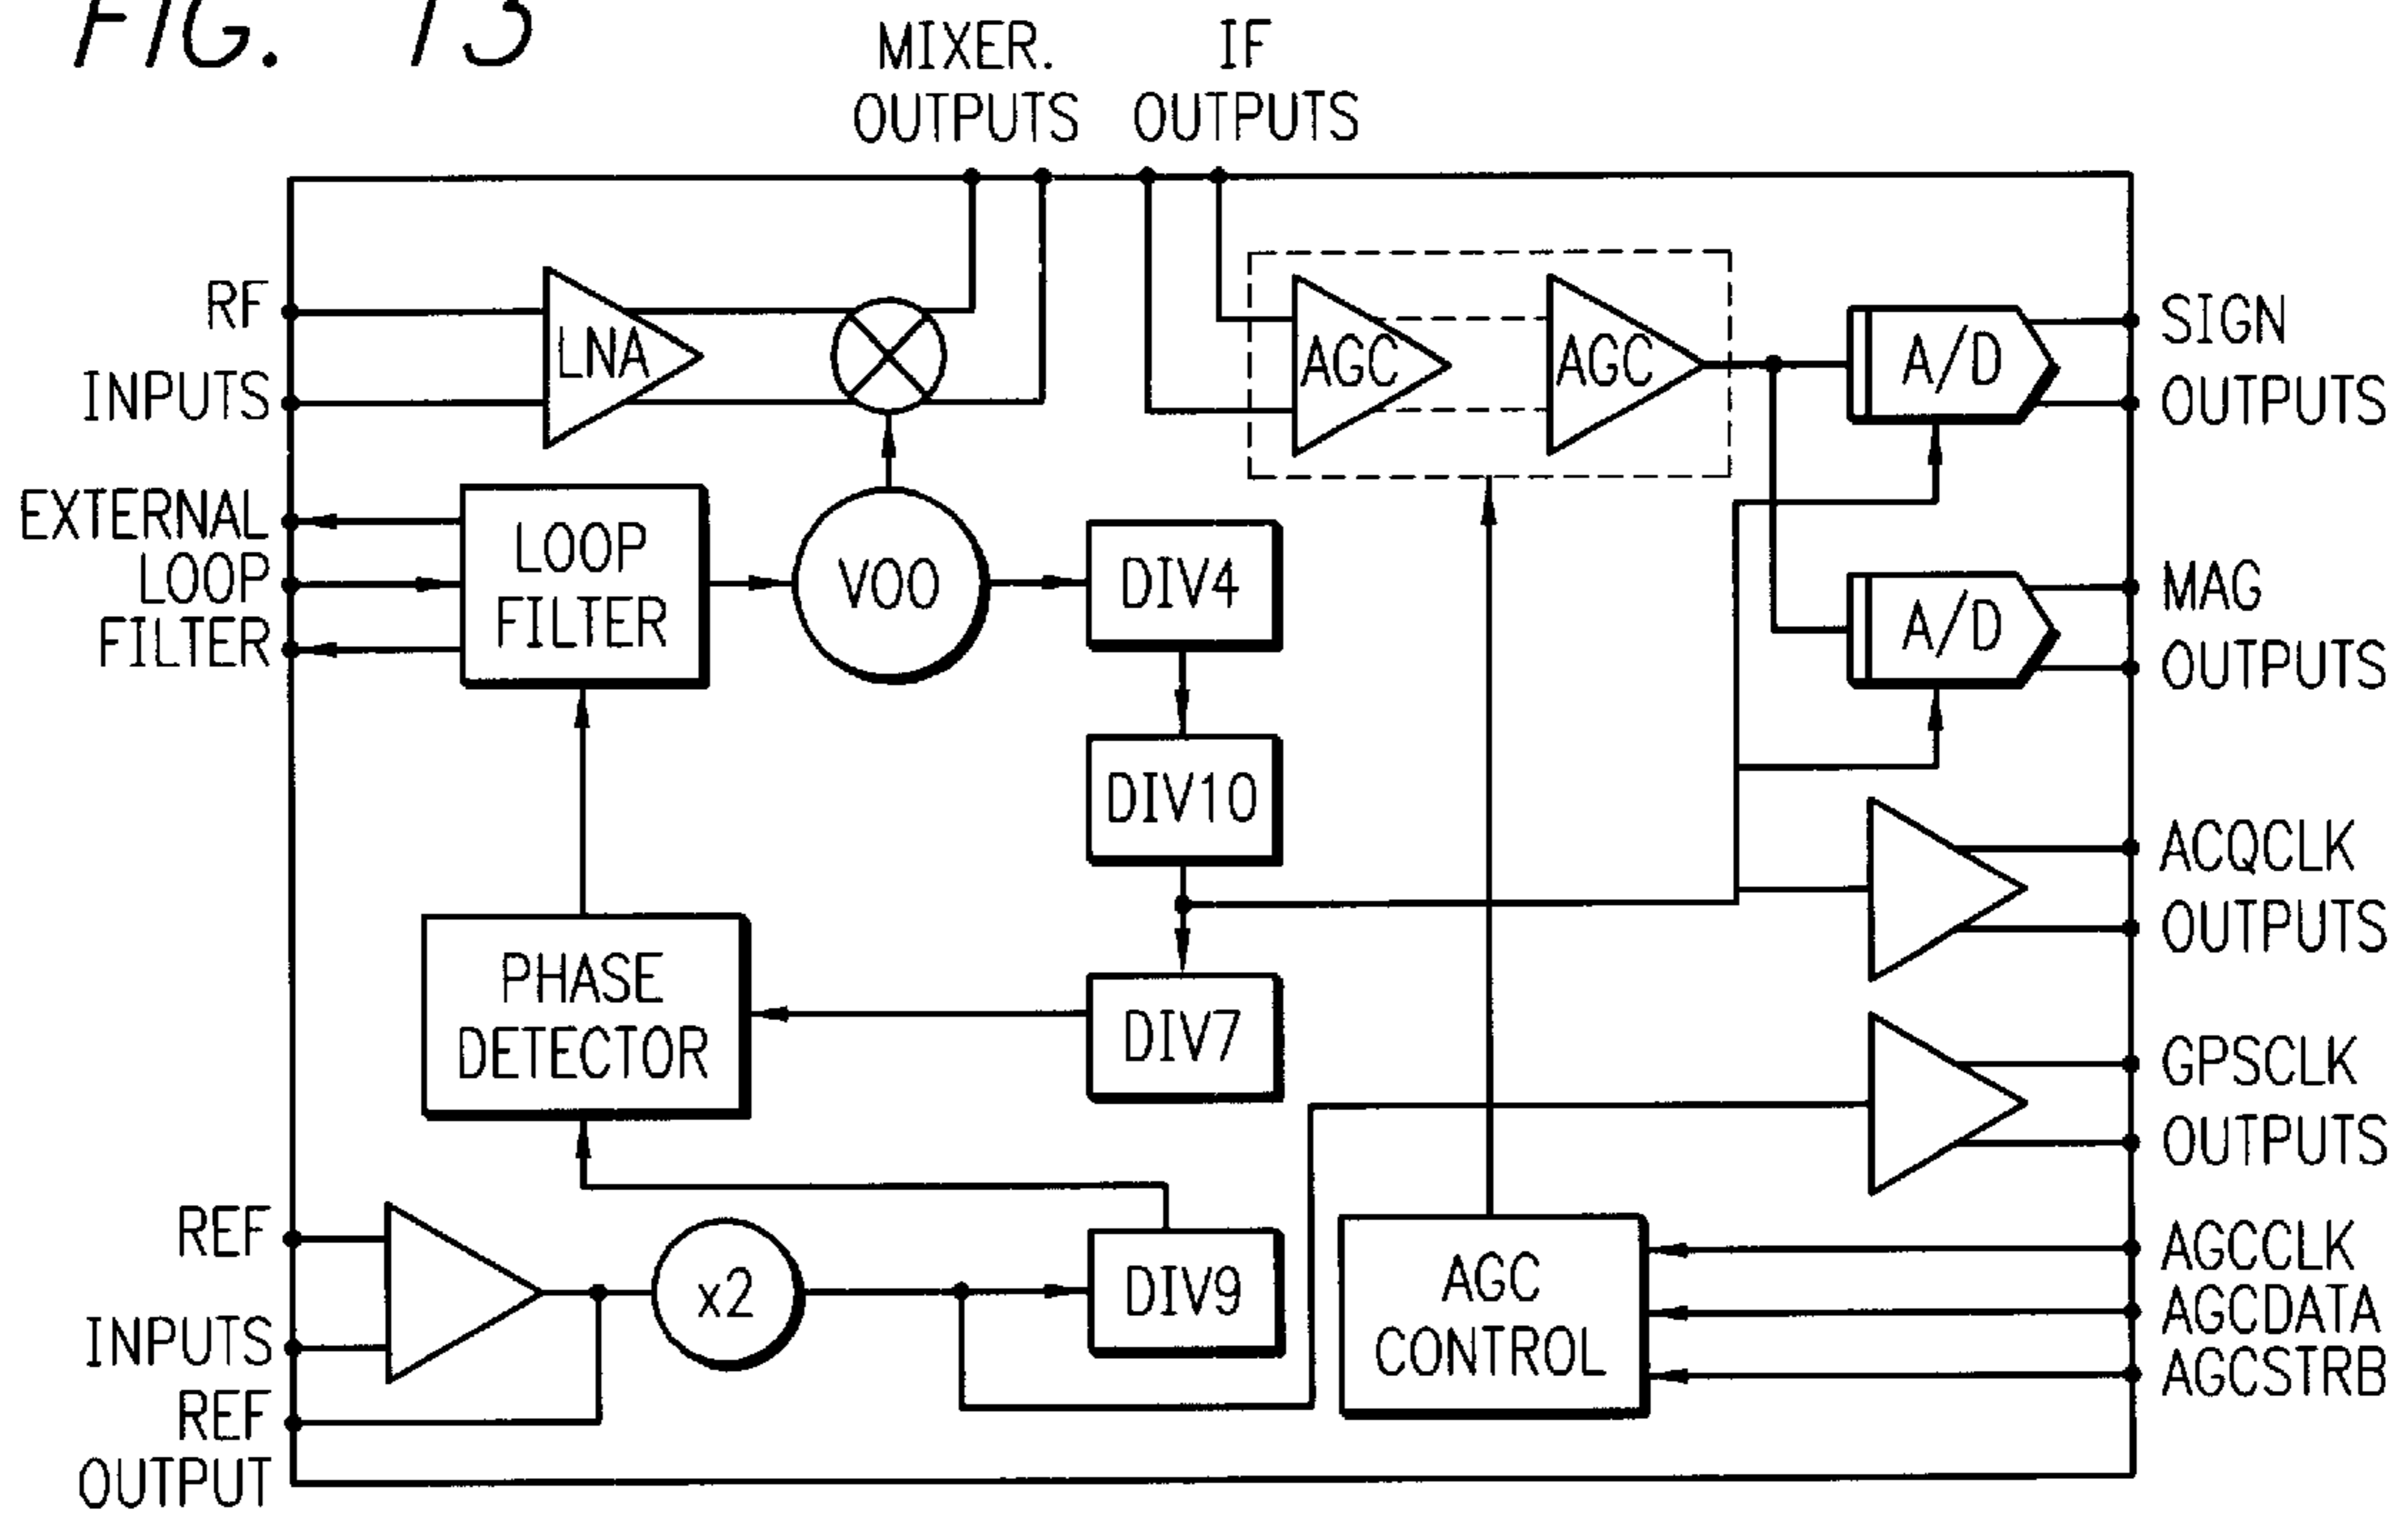 FIG. 13
MIXER.
OUTPUTS
IF
OUTPUTS
RF
INPUTS
LNA
AGC
AGC
A/D
SIGN
OUTPUTS
EXTERNAL
LOOP
FILTER
LOOP
FILTER
VOO
DIV4
A/D
MAG
OUTPUTS
DIV10
ACQCLK
OUTPUTS
PHASE
DETECTOR
DIV7
GPSCLK
OUTPUTS
REF
INPUTS
REF
OUTPUT
x2
DIV9
AGC
CONTROL
AGCCLK
AGCDATA
AGCSTRB